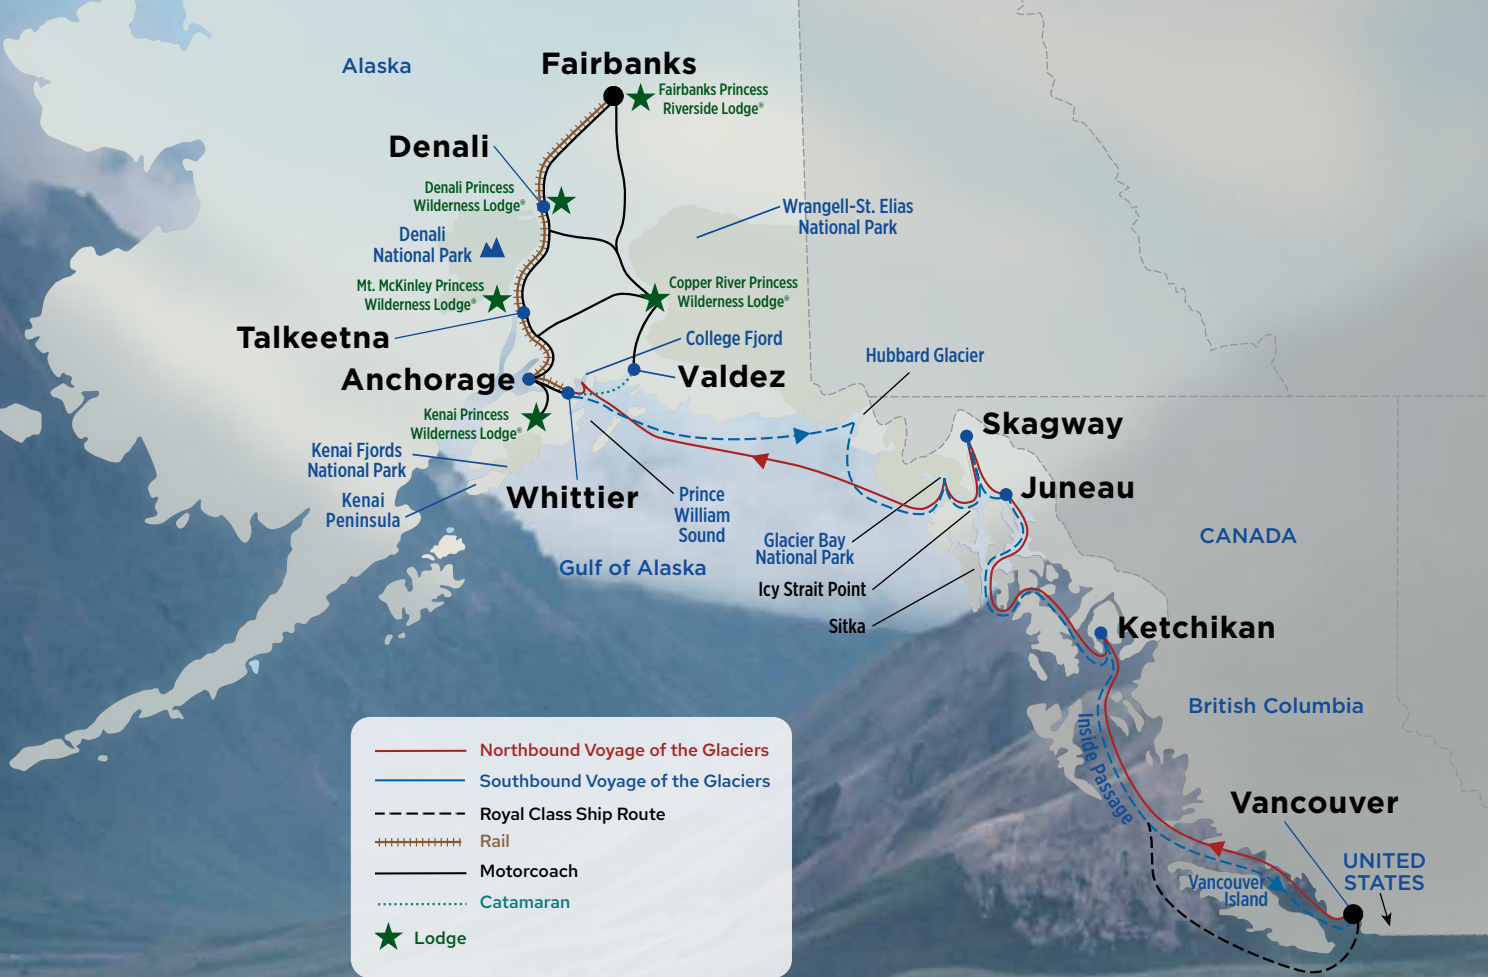 Alaska
Fairbanks
Fairbanks Princess
Riverside Lodge®
Denali
Denali Princess
Wilderness Lodge®
Denali
National Park
Wrangell-St. Elias
National Park
Mt. McKinley Princess
Wilderness Lodge®
Copper River Princess
Wilderness Lodge®
Talkeetna
College Fjord
Hubbard Glacier
Anchorage
Valdez
Kenai Princess
Wilderness Lodge®
Skagway
Kenai Fjords
National Park
Whittier
Juneau
Kenai
Peninsula
Prince
William
Sound
Glacier Bay
National Park
CANADA
Gulf of Alaska
Icy Strait Point
Sitka
Ketchikan
British Columbia
Inside Passage
Vancouver
UNITED
STATES
Vancouver
Island
Northbound Voyage of the Glaciers
Southbound Voyage of the Glaciers
Royal Class Ship Route
Rail
Motorcoach
Catamaran
Lodge